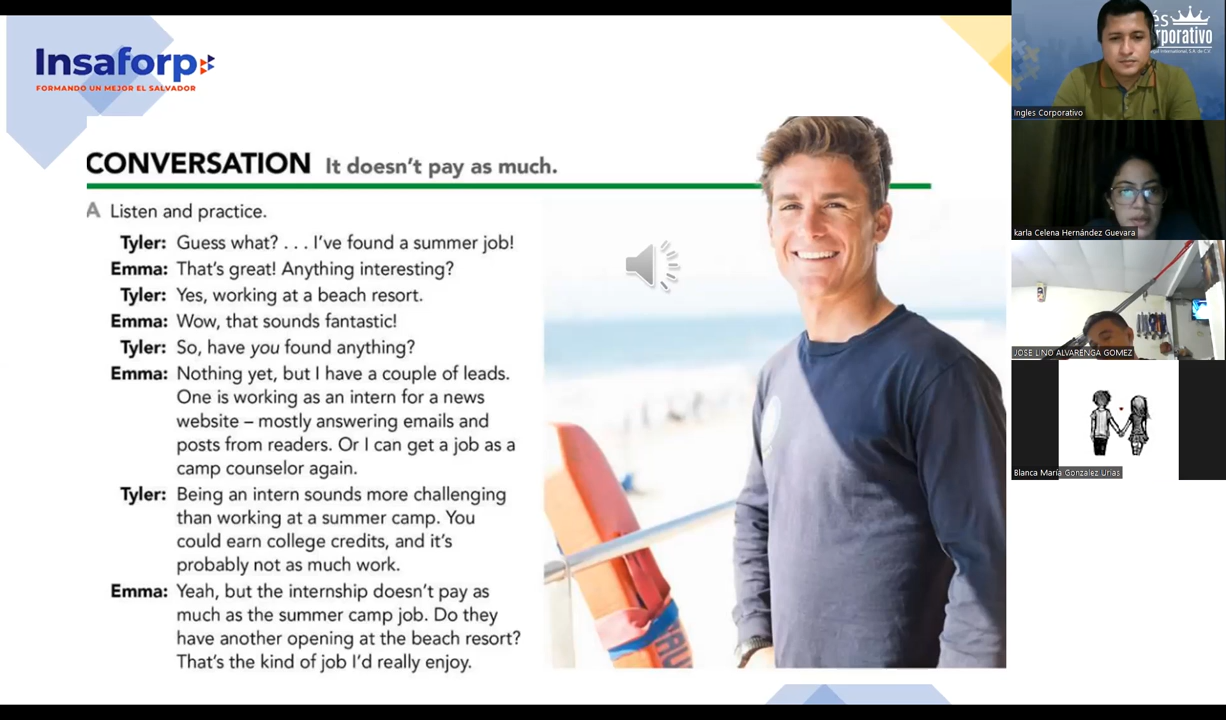 Insaforp
FORMANDO UN MEJOR EL SALVADOR
CONVERSATION It doesn't pay as much.
A Listen and practice.
Tyler: Guess what? . . . I've found a summer job!
Emma: That's great! Anything interesting?
Tyler: Yes, working at a beach resort.
Emma: Wow, that sounds fantastic!
Tyler: So, have you found anything?
Emma: Nothing yet, but I have a couple of leads.
One is working as an intern for a news
website – mostly answering emails and
posts from readers. Or I can get a job as a
camp counselor again.
Tyler: Being an intern sounds more challenging
than working at a summer camp. You
could earn college credits, and it's
probably not as much work.
Emma: Yeah, but the internship doesn't pay as
much as the summer camp job. Do they
have another opening at the beach resort?
That's the kind of job I'd really enjoy.
Ingles Corporativo
karla Celena Hernández Guevara
JOSE LINO ALVARENGA GOMEZ
Blanca María Gonzalez Urias